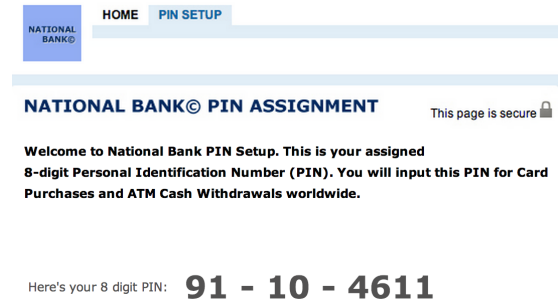 HOME PIN SETUP
NATIONAL
BANK©
NATIONAL BANK© PIN ASSIGNMENT
This page is secure
Welcome to National Bank PIN Setup. This is your assigned
8-digit Personal Identification Number (PIN). You will input this PIN for Card
Purchases and ATM Cash Withdrawals worldwide.
Here's your 8 digit PIN: 91 - 10 - 4611